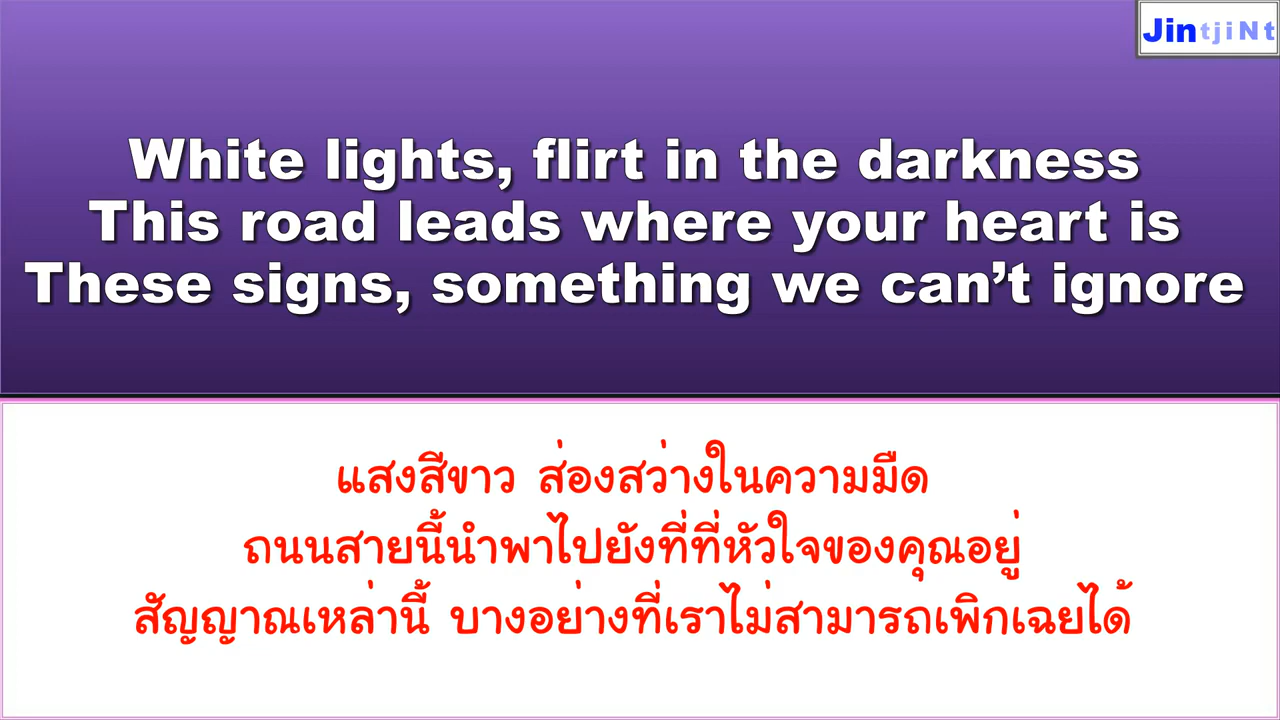 JintjiNt
White lights, flirt in the darkness
This road leads where your heart is
These signs, something we can’t ignore
แสงสีขาว ส่องสว่างในความมืด
ถนนสายนี้นำพาไปยังที่ที่หัวใจของคุณอยู่
สัญญาณเหล่านี้ บางอย่างที่เราไม่สามารถเพิกเฉยได้